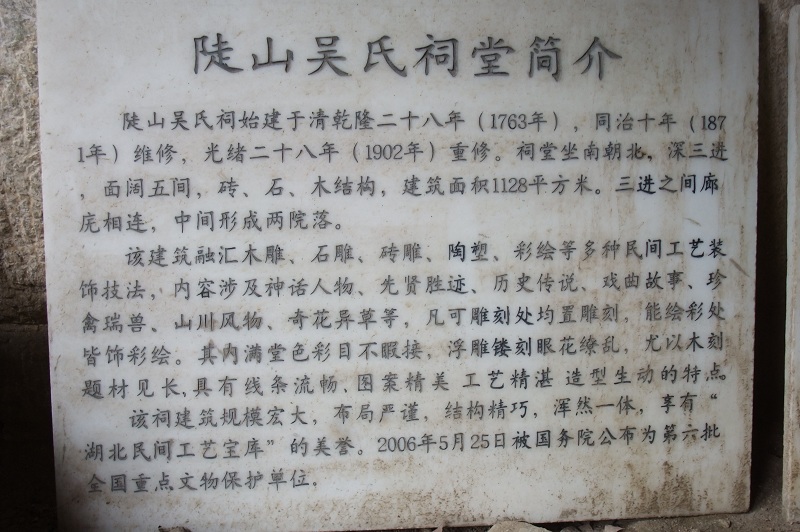 陡山吴氏祠堂简介
陡山吴氏祠始建于清乾隆二十八年（1763年），同治十年（187
1年）维修，光绪二十八年（1902年）重修。祠堂坐南朝北，深三进
，面阔五间，砖、石、木结构，建筑面积1128平方米。三进之间廊
庑相连，中间形成两院落。
该建筑融汇木雕、石雕、砖雕、陶塑、彩绘等多种民间工艺装
饰技法，内容涉及神话人物、先贤胜迹、历史传说、戏曲故事、珍
禽瑞兽、山川风物、奇花异草等，凡可雕刻处均置雕刻，能绘彩处
皆饰彩绘。其内满堂色彩目不暇接，浮雕镂刻眼花缭乱，尤以木刻
题材见长、具有线条流畅、图案精美 工艺精湛 造型生动的特点
该祠建筑规模宏大，布局严谨，结构精巧，浑然一体，享有“
湖北民间工艺宝库”的美誉。2006年5月25日被国务院公布为第六批
全国重点文物保护单位。